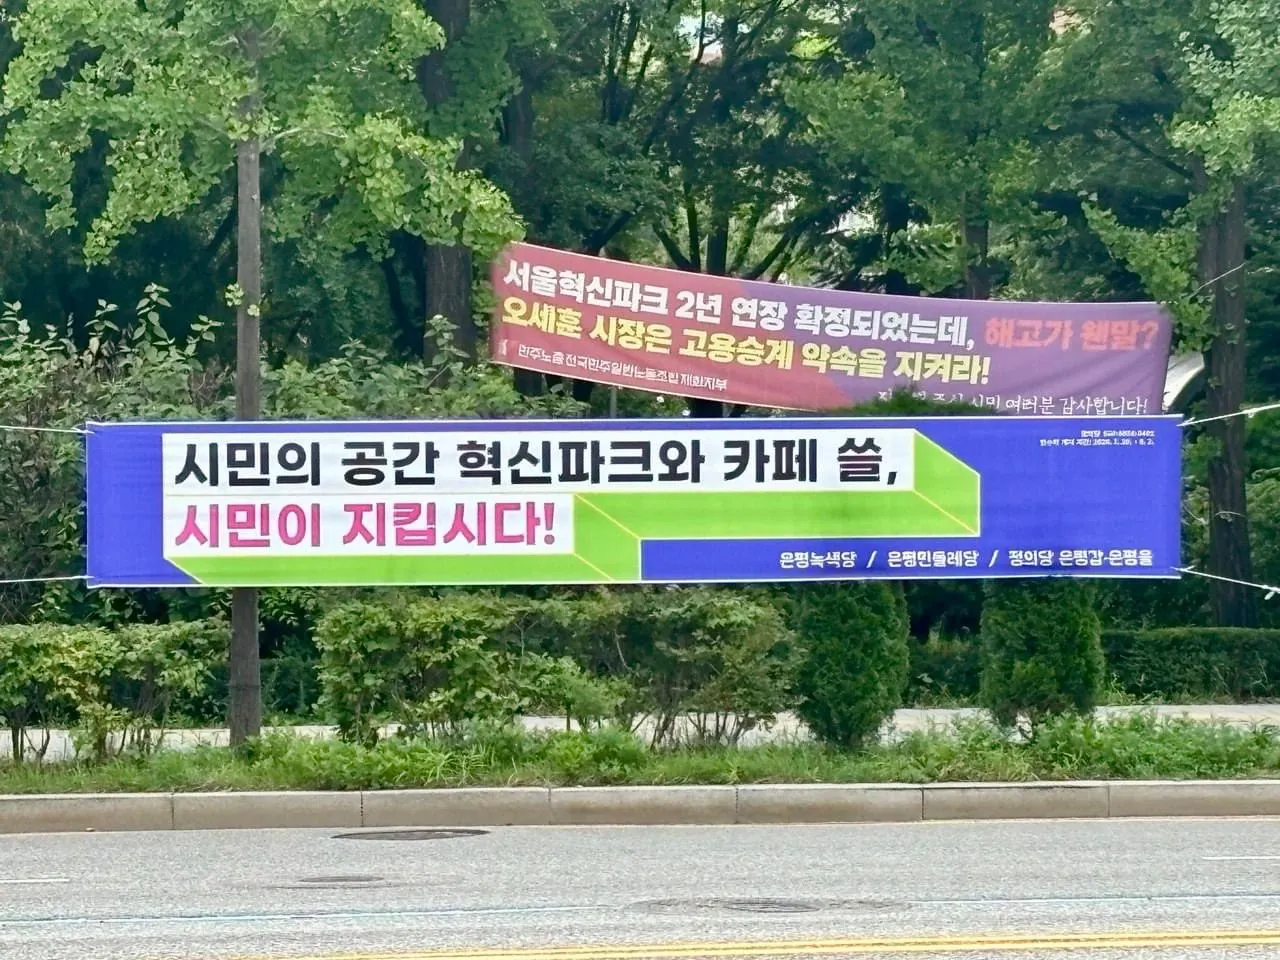 서울혁신파크 2년 연장 확정되었는데, 해고가 웬말?
오세훈 시장은 고용승계 약속을 지켜라!
민주노총 전국민주일반노동조합
시민 여러분 감사합니다!
시민의 공간 혁신파크와 카페 쓸,
시민이 지킵시다!
은평녹색당 / 은평민들레당 / 정의당 은평갑·은평을